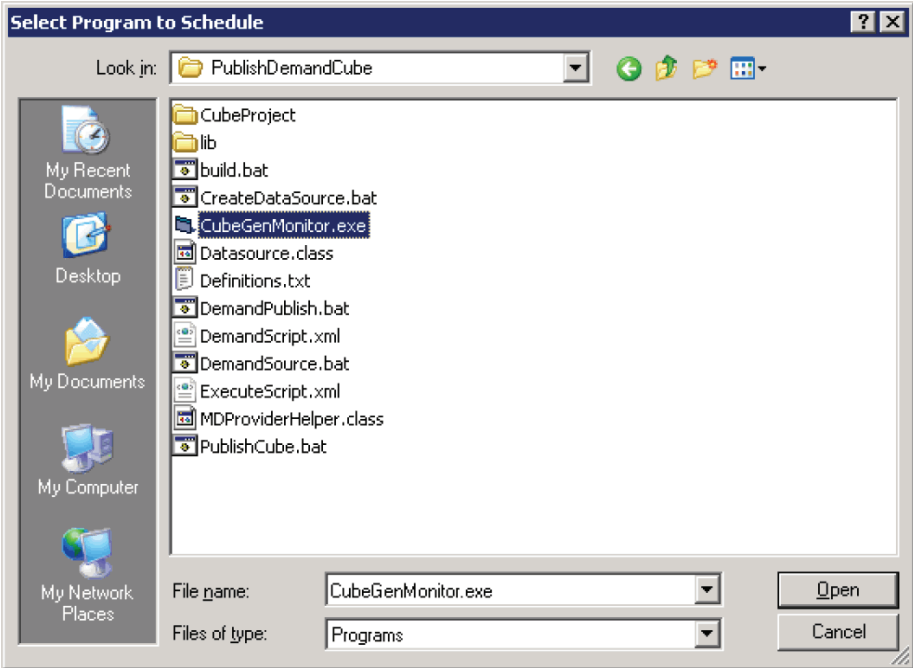 Select Program to Schedule
Look in:
PublishDemandCube
My Recent
Documents
Desktop
My Documents
My Computer
My Network
Places
CubeProject
lib
build.bat
CreateDataSource.bat
CubeGenMonitor.exe
Datasource.class
Definitions.txt
DemandPublish.bat
DemandScript.xml
DemandSource.bat
ExecuteScript.xml
MDProviderHelper.class
PublishCube.bat
File name:
CubeGenMonitor.exe
Open
Files of type:
Programs
Cancel